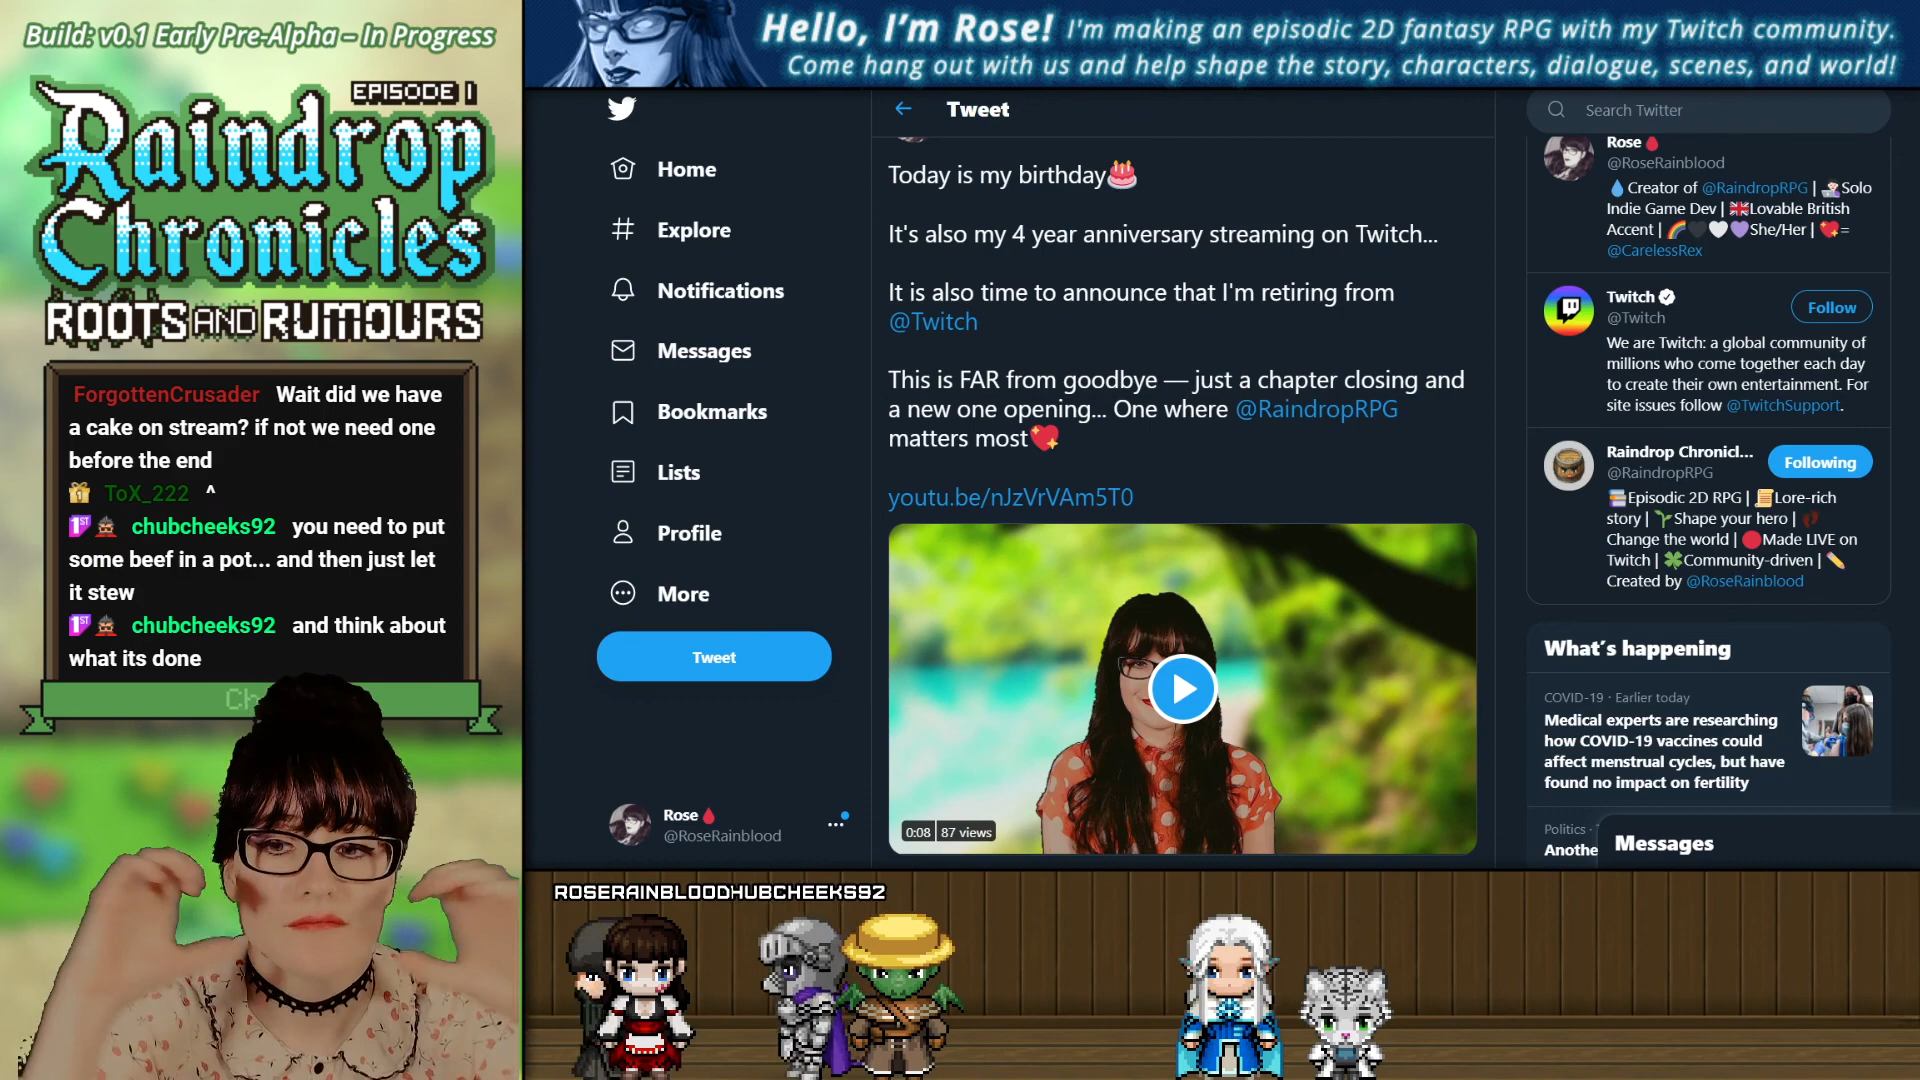 Build: v0.1 Early Pre-Alpha – In Progress
EPISODE I
Raindrop
Chronicles
ROOTS AND RUMOURS
ForgottenCrusader Wait did we have
a cake on stream? if not we need one
before the end
ToX_222 ^
1ST chubcheeks92 you need to put
some beef in a pot... and then just let
it stew
1ST chubcheeks92 and think about
what its done
Hello, I'm Rose! I'm making an episodic 2D fantasy RPG with my Twitch community.
Come hang out with us and help shape the story, characters, dialogue, scenes, and world!
Home
Explore
Notifications
Messages
Bookmarks
Lists
Profile
More
Tweet
Rose
@RoseRainblood
Tweet
Today is my birthday
It's also my 4 year anniversary streaming on Twitch...
It is also time to announce that I'm retiring from
@Twitch
This is FAR from goodbye — just a chapter closing and
a new one opening... One where @RaindropRPG
matters most
youtu.be/nJzVrVAm5T0
0:08 87 views
Search Twitter
Rose
@RoseRainblood
Creator of @RaindropRPG | Solo
Indie Game Dev | Lovable British
Accent | She/Her | =
@CarelessRex
Twitch
Follow
@Twitch
We are Twitch: a global community of
millions who come together each day
to create their own entertainment. For
site issues follow @TwitchSupport.
Raindrop Chronicl...
Following
@RaindropRPG
Episodic 2D RPG | Lore-rich
story | Shape your hero |
Change the world | Made LIVE on
Twitch | Community-driven |
Created by @RoseRainblood
What's happening
COVID-19 · Earlier today
Medical experts are researching
how COVID-19 vaccines could
affect menstrual cycles, but have
found no impact on fertility
Politics ·
Anothe
Messages
ROSERAINBLOODHUBCHEEKS92